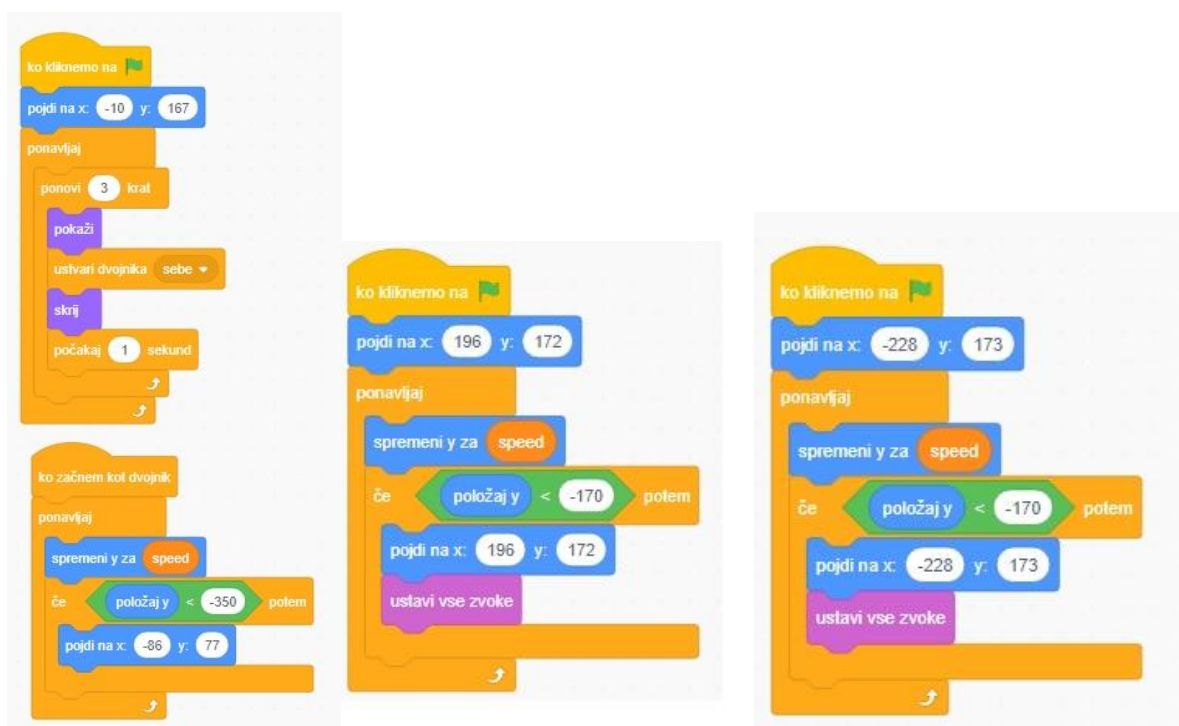 ko kliknemo na
pojdi na x: -10 y: 167
ponavljaj
ponovi 3 krat
pokaži
ustvari dvojnika sebe
skrij
počakaj 1 sekund
ko začnem kot dvojnik
ponavljaj
spremeni y za speed
če položaj y < -350 potem
pojdi na x: -86 y: 77
ko kliknemo na
pojdi na x: 196 y: 172
ponavljaj
spremeni y za speed
če položaj y < -170 potem
pojdi na x: 196 y: 172
ustavi vse zvoke
ko kliknemo na
pojdi na x: -228 y: 173
ponavljaj
spremeni y za speed
če položaj y < -170 potem
pojdi na x: -228 y: 173
ustavi vse zvoke